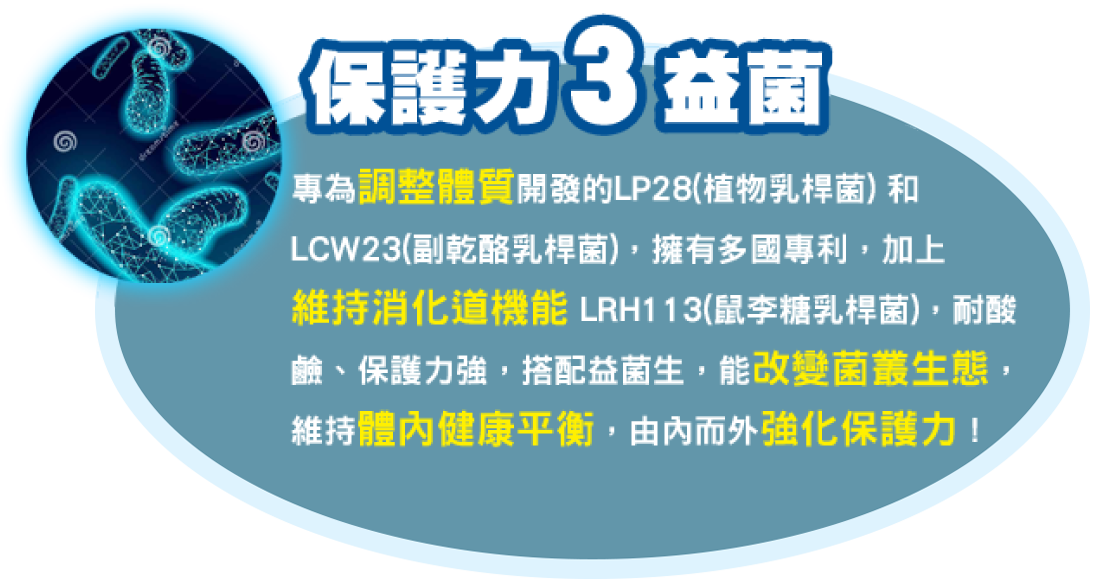 保護力3益菌
專為調整體質開發的LP28(植物乳桿菌) 和
LCW23(副乾酪乳桿菌)，擁有多國專利，加上
維持消化道機能 LRH113(鼠李糖乳桿菌)，耐酸
鹼、保護力強，搭配益菌生，能改變菌叢生態，
維持體內健康平衡，由內而外強化保護力！
dreamstime